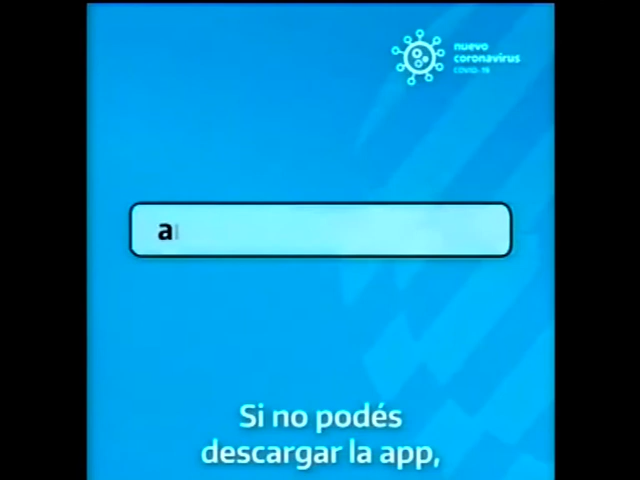 nuevo
coronavirus
COVID-19
a
Si no podés
descargar la app,